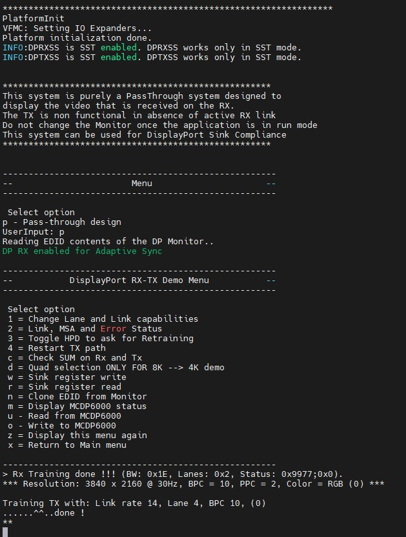 ****************************************************************
PlatformInit
VFMC: Setting IO Expanders...
Platform initialization done.
INFO:DPRXSS is SST enabled. DPRXSS works only in SST mode.
INFO:DPTXSS is SST enabled. DPTXSS works only in SST mode.
****************************************************
This system is purely a PassThrough system designed to
display the video that is received on the RX.
The TX is non functional in absence of active RX link
Do not change the Monitor once the application is in run mode
This system can be used for DisplayPort Sink Compliance
****************************************************
-----------------------------------------------------
-- Menu --
-----------------------------------------------------
Select option
p - Pass-through design
UserInput: p
Reading EDID contents of the DP Monitor..
DP RX enabled for Adaptive Sync
-----------------------------------------------------
-- DisplayPort RX-TX Demo Menu --
-----------------------------------------------------
Select option
1 = Change Lane and Link capabilities
2 = Link, MSA and Error Status
3 = Toggle HPD to ask for Retraining
4 = Restart TX path
c = Check SUM on Rx and Tx
d = Quad selection ONLY FOR 8K --> 4K demo
w = Sink register write
r = Sink register read
n = Clone EDID from Monitor
m = Display MCDP6000 status
u - Read from MCDP6000
o - Write to MCDP6000
z = Display this menu again
x = Return to Main menu
-----------------------------------------------------
> Rx Training done !!! (BW: 0x1E, Lanes: 0x2, Status: 0x9977;0x0).
*** Resolution: 3840 x 2160 @ 30Hz, BPC = 10, PPC = 2, Color = RGB (0) ***
Training TX with: Link rate 14, Lane 4, BPC 10, (0)
......^^..done !
**